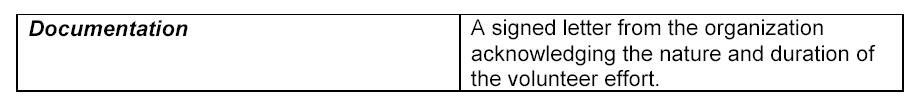 Documentation
A signed letter from the organization
acknowledging the nature and duration of
the volunteer effort.